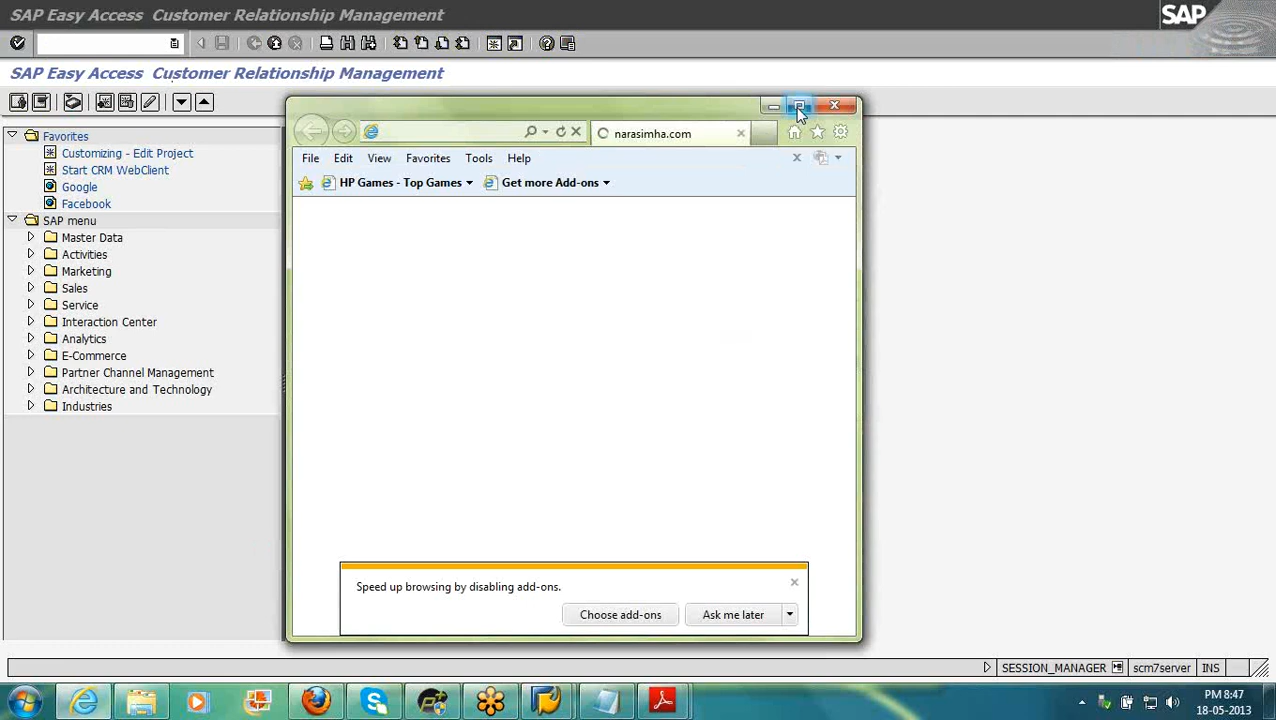 SAP Easy Access Customer Relationship Management
SAP
SAP Easy Access Customer Relationship Management
narasimha.com
File Edit View Favorites Tools Help
HP Games - Top Games Get more Add-ons
Favorites
Customizing - Edit Project
Start CRM WebClient
Google
Facebook
SAP menu
Master Data
Activities
Marketing
Sales
Service
Interaction Center
Analytics
E-Commerce
Partner Channel Management
Architecture and Technology
Industries
Speed up browsing by disabling add-ons.
Choose add-ons Ask me later
SESSION_MANAGER scm7server INS
PM 8:47
18-05-2013